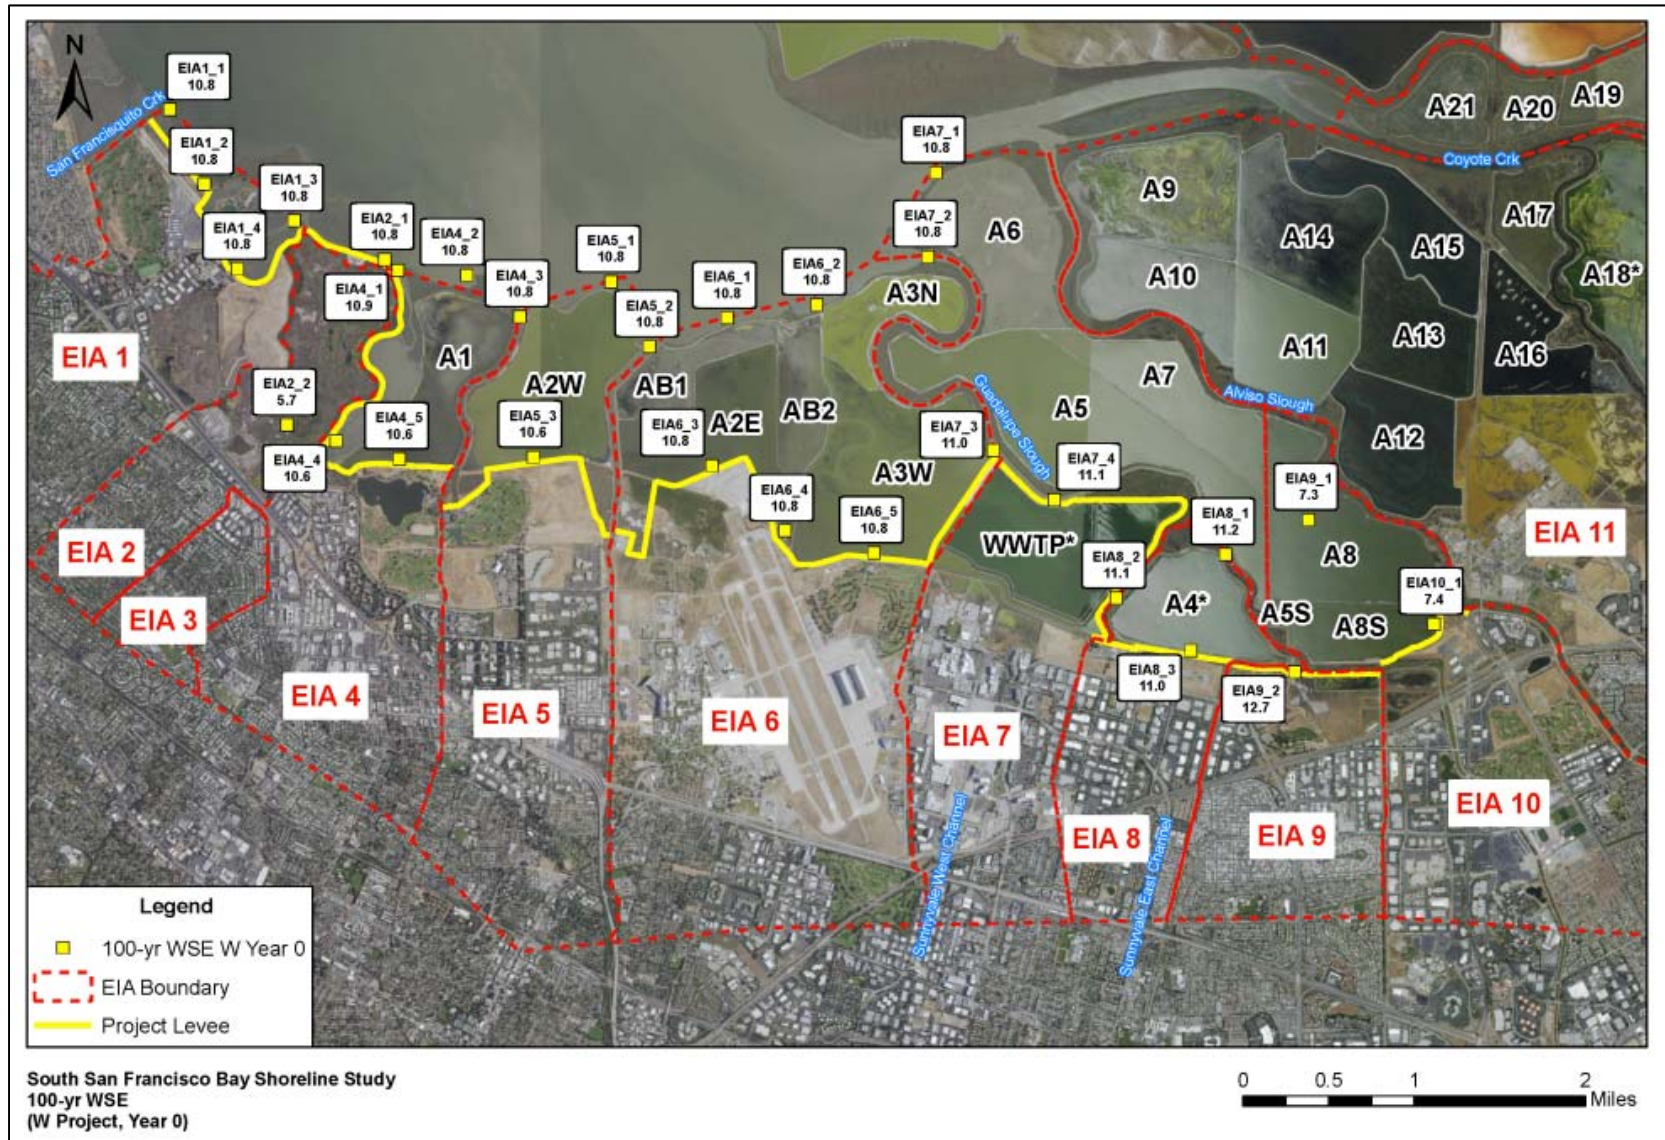 N
San Francisquito Crk
EIA1_1
10.8
EIA1_2
10.8
EIA1_3
10.8
EIA1_4
10.8
EIA2_1
10.8
EIA4_2
10.8
EIA4_1
10.9
EIA4_3
10.8
EIA5_1
10.8
EIA5_2
10.8
EIA6_1
10.8
EIA6_2
10.8
EIA7_1
10.8
EIA7_2
10.8
A21
A20
A19
Coyote Crk
A9
A6
A14
A15
A17
A18*
A10
A3N
A11
A13
A16
EIA 1
A1
A2W
AB1
A2E
AB2
A5
A7
Guadalupe Slough
Alviso Slough
A12
EIA2_2
5.7
EIA4_5
10.6
EIA4_4
10.6
EIA5_3
10.6
EIA6_3
10.8
A3W
EIA7_3
11.0
EIA7_4
11.1
EIA6_4
10.8
EIA6_5
10.8
EIA8_1
11.2
EIA9_1
7.3
EIA 11
EIA 2
WWTP*
EIA8_2
11.1
A4*
A5S
A8
A8S
EIA10_1
7.4
EIA 3
EIA8_3
11.0
EIA9_2
12.7
EIA 4
EIA 5
EIA 6
EIA 7
EIA 8
EIA 9
EIA 10
Sunnyvale West Channel
Sunnyvale East Channel
Legend
100-yr WSE W Year 0
EIA Boundary
Project Levee
South San Francisco Bay Shoreline Study
100-yr WSE
(W Project, Year 0)
0 0.5 1 2
Miles